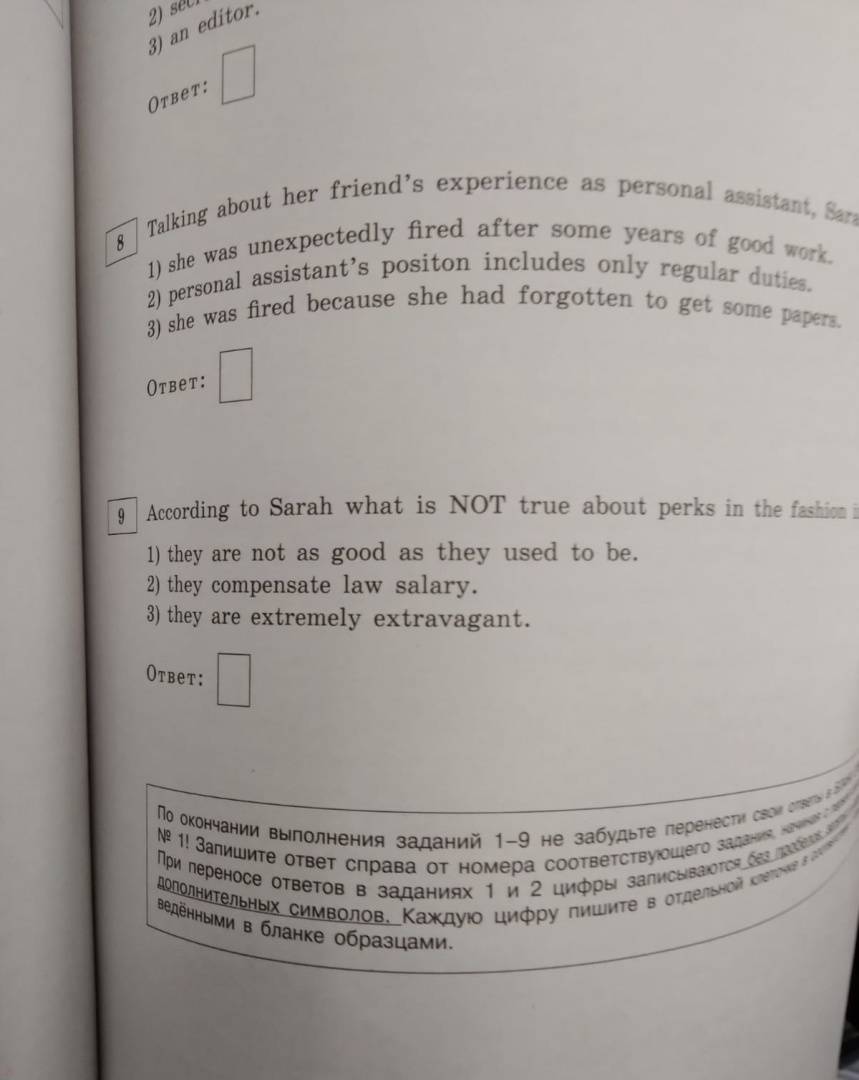 2)
3) an editor.
Ответ:
8 Talking about her friend's experience as personal assistant,
1) she was unexpectedly fired after some years of good work.
2) personal assistant's positon includes only regular duties.
3) she was fired because she had forgotten to get some papers.
Ответ:
9 According to Sarah what is NOT true about perks in the fashion
1) they are not as good as they used to be.
2) they compensate law salary.
3) they are extremely extravagant.
Ответ:
По окончании выполнения заданий 1–9 не забудьте перенести свои ответы в
№ 1! Запишите ответ справа от номера соответствующего задания, начиная с
При переносе ответов в заданиях 1 и 2 цифры записываются без пробелов,
дополнительных символов. Каждую цифру пишите в отдельной клеточке в
ведёнными в бланке образцами.